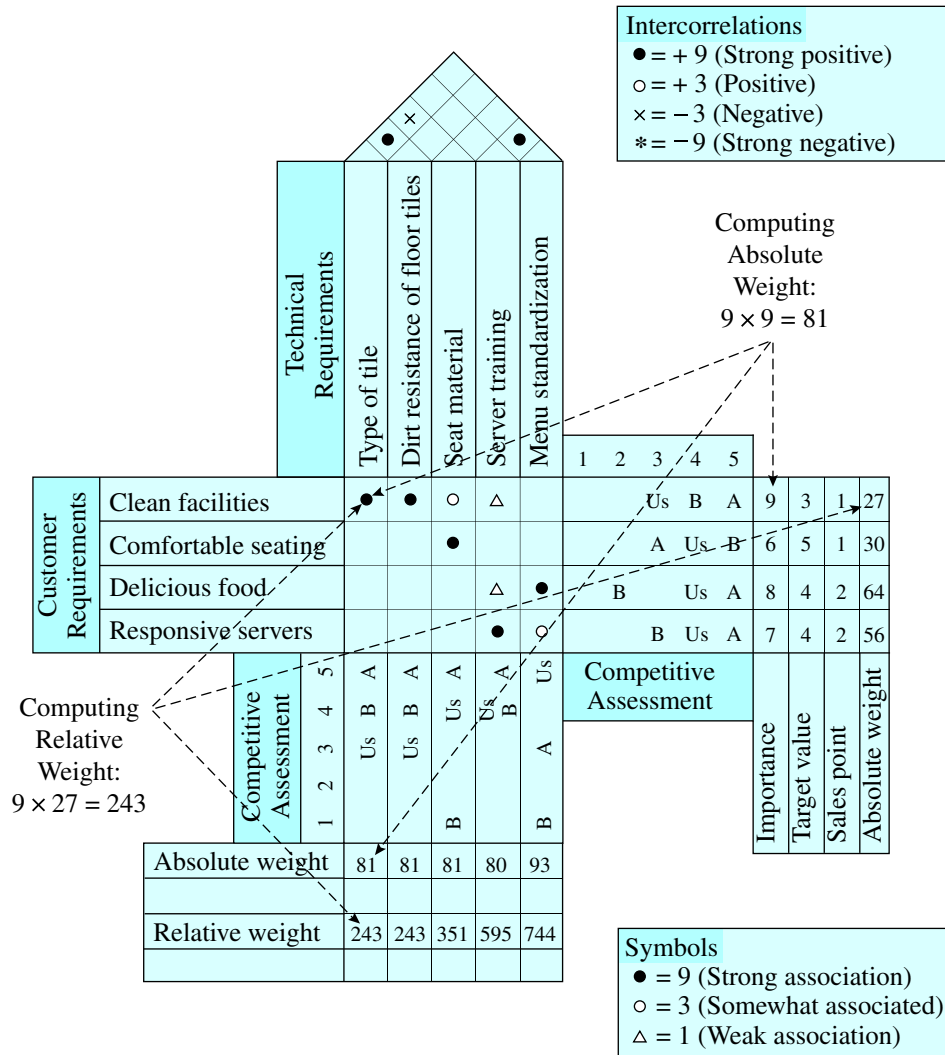 Intercorrelations
● = + 9 (Strong positive)
○ = + 3 (Positive)
× = − 3 (Negative)
* = − 9 (Strong negative)
Computing
Absolute
Weight:
9 × 9 = 81
Technical
Requirements
Type of tile
Dirt resistance of floor tiles
Seat material
Server training
Menu standardization
1 2 3 4 5
Customer
Requirements
Clean facilities Us B A 9 3 1 27
Comfortable seating A Us B 6 5 1 30
Delicious food B Us A 8 4 2 64
Responsive servers B Us A 7 4 2 56
Competitive
Assessment
1 2 3 4 5
Us B A
Us B A
B Us A
Us B A
B A Us
Competitive
Assessment
Importance
Target value
Sales point
Absolute weight
Computing
Relative
Weight:
9 × 27 = 243
Absolute weight 81 81 81 80 93
Relative weight 243 243 351 595 744
Symbols
● = 9 (Strong association)
○ = 3 (Somewhat associated)
△ = 1 (Weak association)